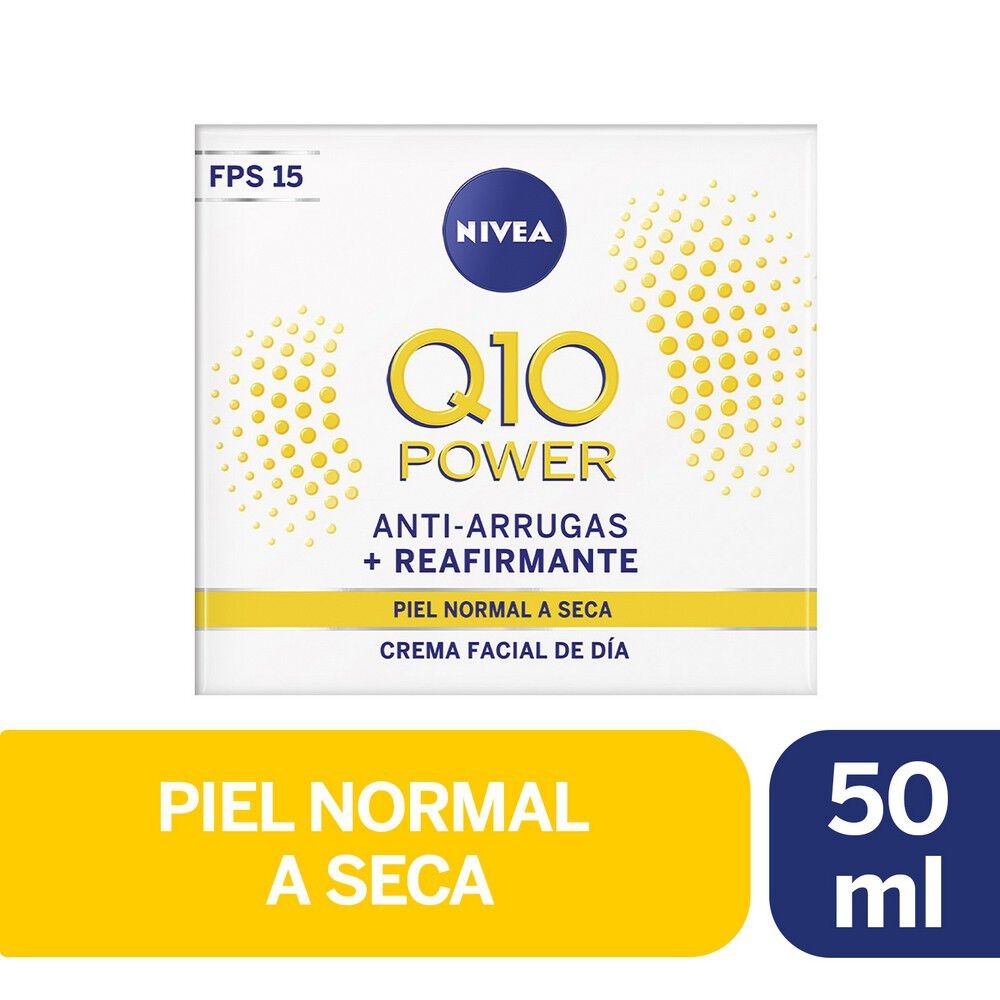 FPS 15
NIVEA
Q10
POWER
ANTI-ARRUGAS
+ REAFIRMANTE
PIEL NORMAL A SECA
CREMA FACIAL DE DÍA
PIEL NORMAL
A SECA
50
ml